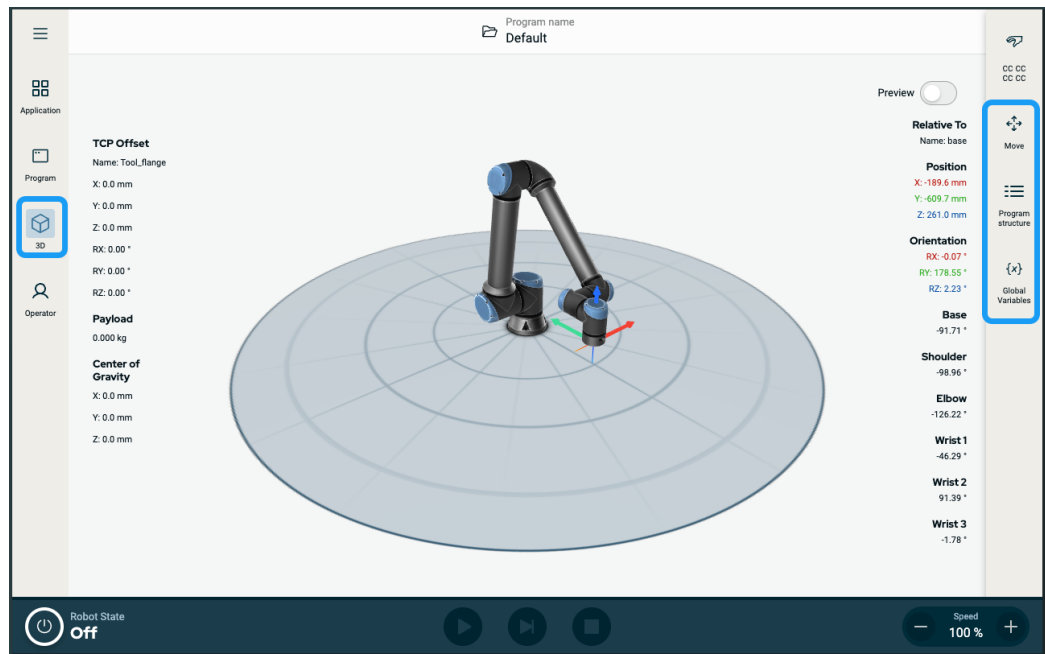 Program name
Default
CC CC
CC CC
Application
Program
3D
Operator
Move
Program
structure
{x}
Global
Variables
TCP Offset
Name: Tool_flange
X: 0.0 mm
Y: 0.0 mm
Z: 0.0 mm
RX: 0.00 °
RY: 0.00 °
RZ: 0.00 °
Payload
0.000 kg
Center of
Gravity
X: 0.0 mm
Y: 0.0 mm
Z: 0.0 mm
Preview
Relative To
Name: base
Position
X: -189.6 mm
Y: -609.7 mm
Z: 261.0 mm
Orientation
RX: -0.07 °
RY: 178.55 °
RZ: 2.23 °
Base
-91.71 °
Shoulder
-98.96 °
Elbow
-126.22 °
Wrist 1
-46.29 °
Wrist 2
91.39 °
Wrist 3
-1.78 °
Robot State
Off
Speed
100 %